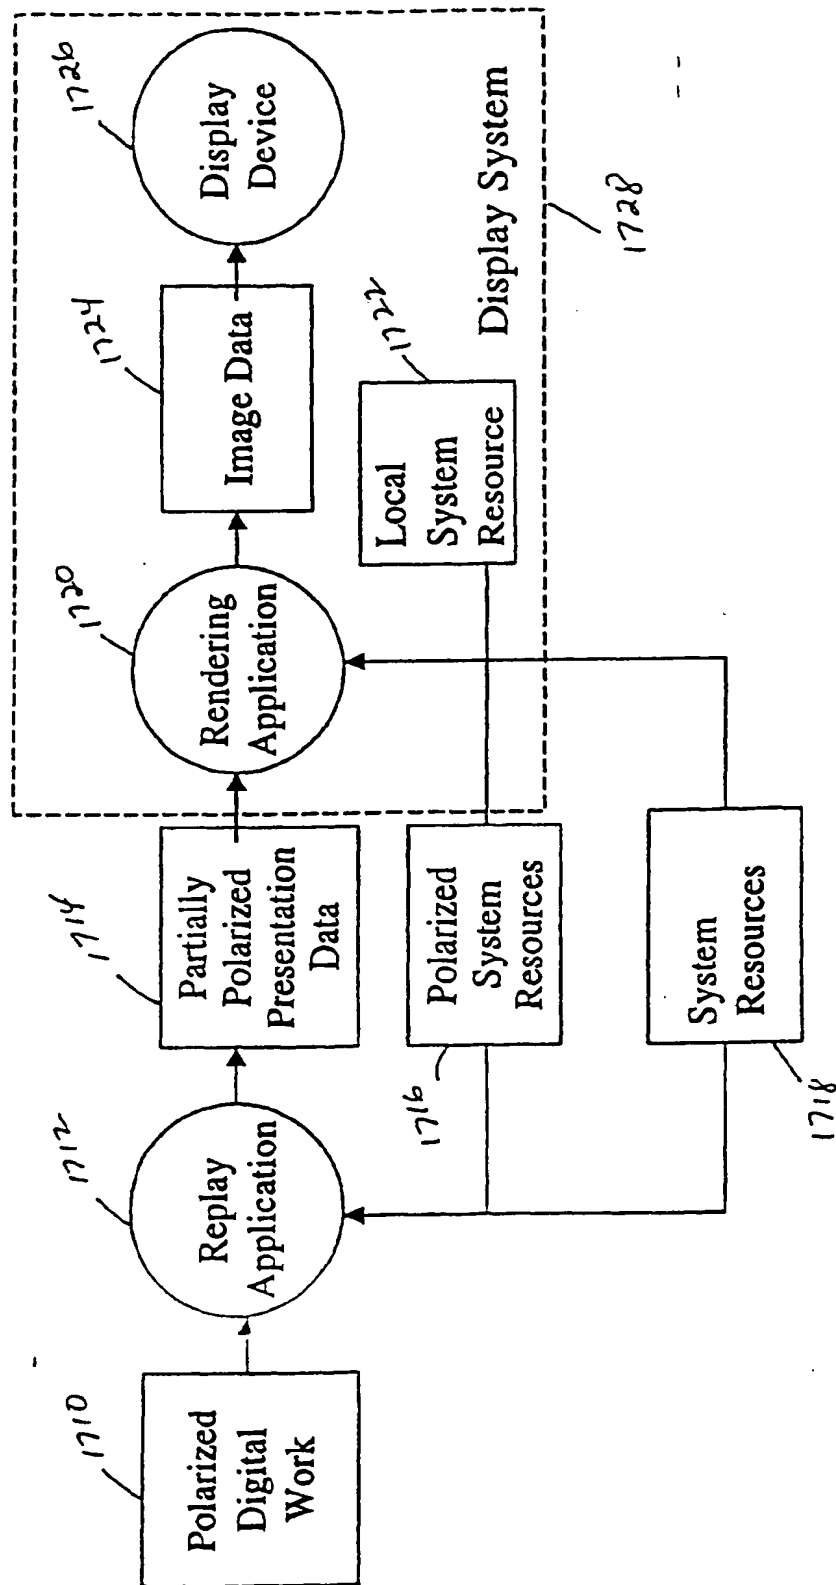 1710
Polarized
Digital
Work
1712
Replay
Application
1714
Partially
Polarized
Presentation
Data
1716
Polarized
System
Resources
1718
System
Resources
1720
Rendering
Application
1722
Local
System
Resource
1724
Image Data
1726
Display
Device
Display System
1728